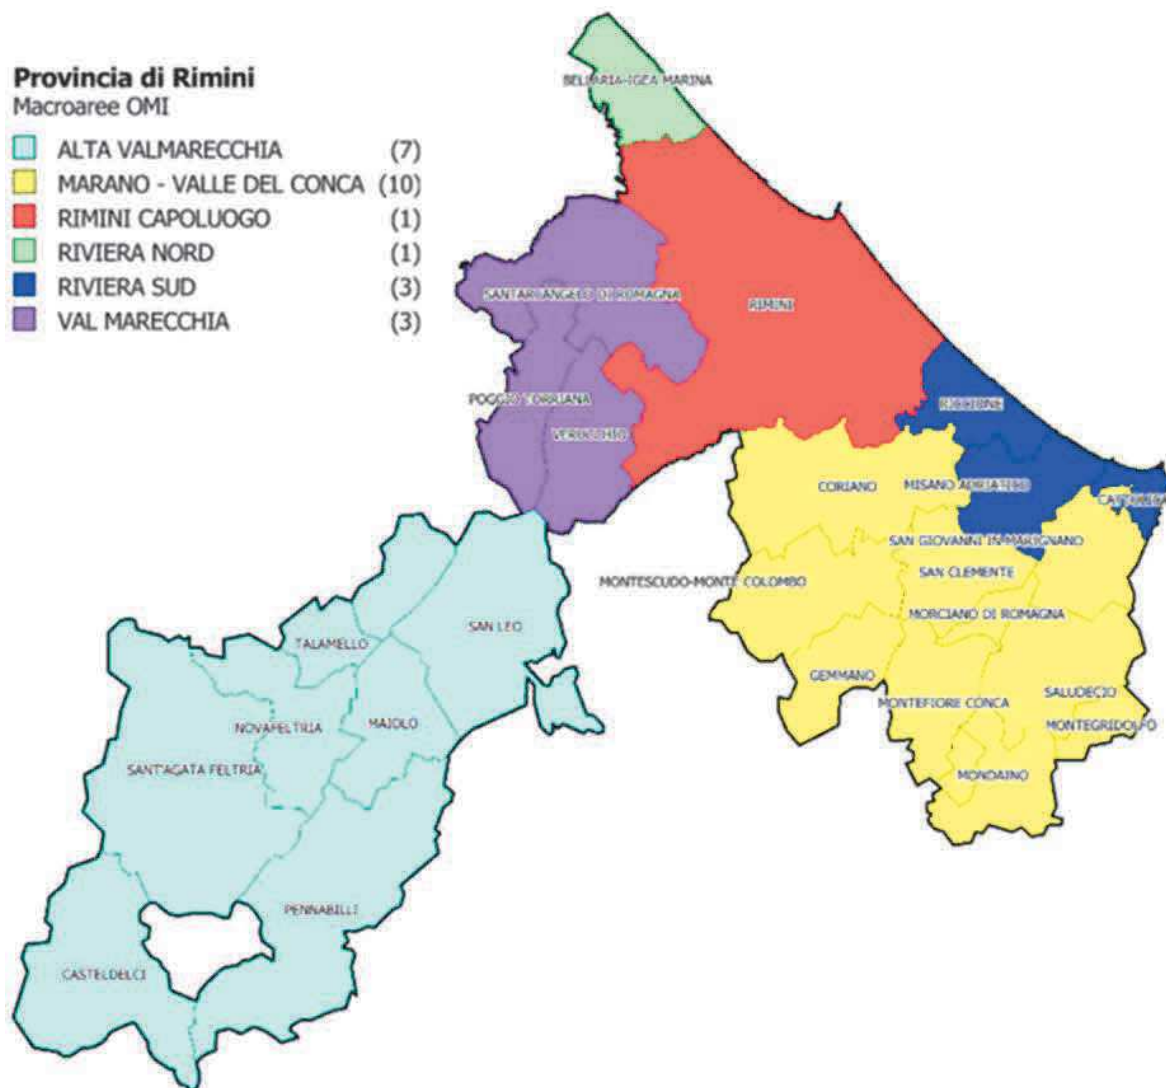 Provincia di Rimini
Macroaree OMI
ALTA VALMARECCHIA (7)
MARANO - VALLE DEL CONCA (10)
RIMINI CAPOLUOGO (1)
RIVIERA NORD (1)
RIVIERA SUD (3)
VAL MARECCHIA (3)
BELLARIA-IGEA MARINA
SANTARCANGELO DI ROMAGNA
RIMINI
POGGIO TORRIANA
VERUCCHIO
RICCIONE
CORIANO
MISANO ADRIATICO
CATTOLICA
SAN GIOVANNI IN MARIGNANO
MONTESCUDO-MONTE COLOMBO
SAN CLEMENTE
MORCIANO DI ROMAGNA
SAN LEO
TALAMELLO
GEMMANO
SALUDECIO
MONTEFIORE CONCA
NOVAFELTRIA
MAIOLO
MONTEGRIDOLFO
SANT'AGATA FELTRIA
MONDAINO
PENNABILLI
CASTELDELCI